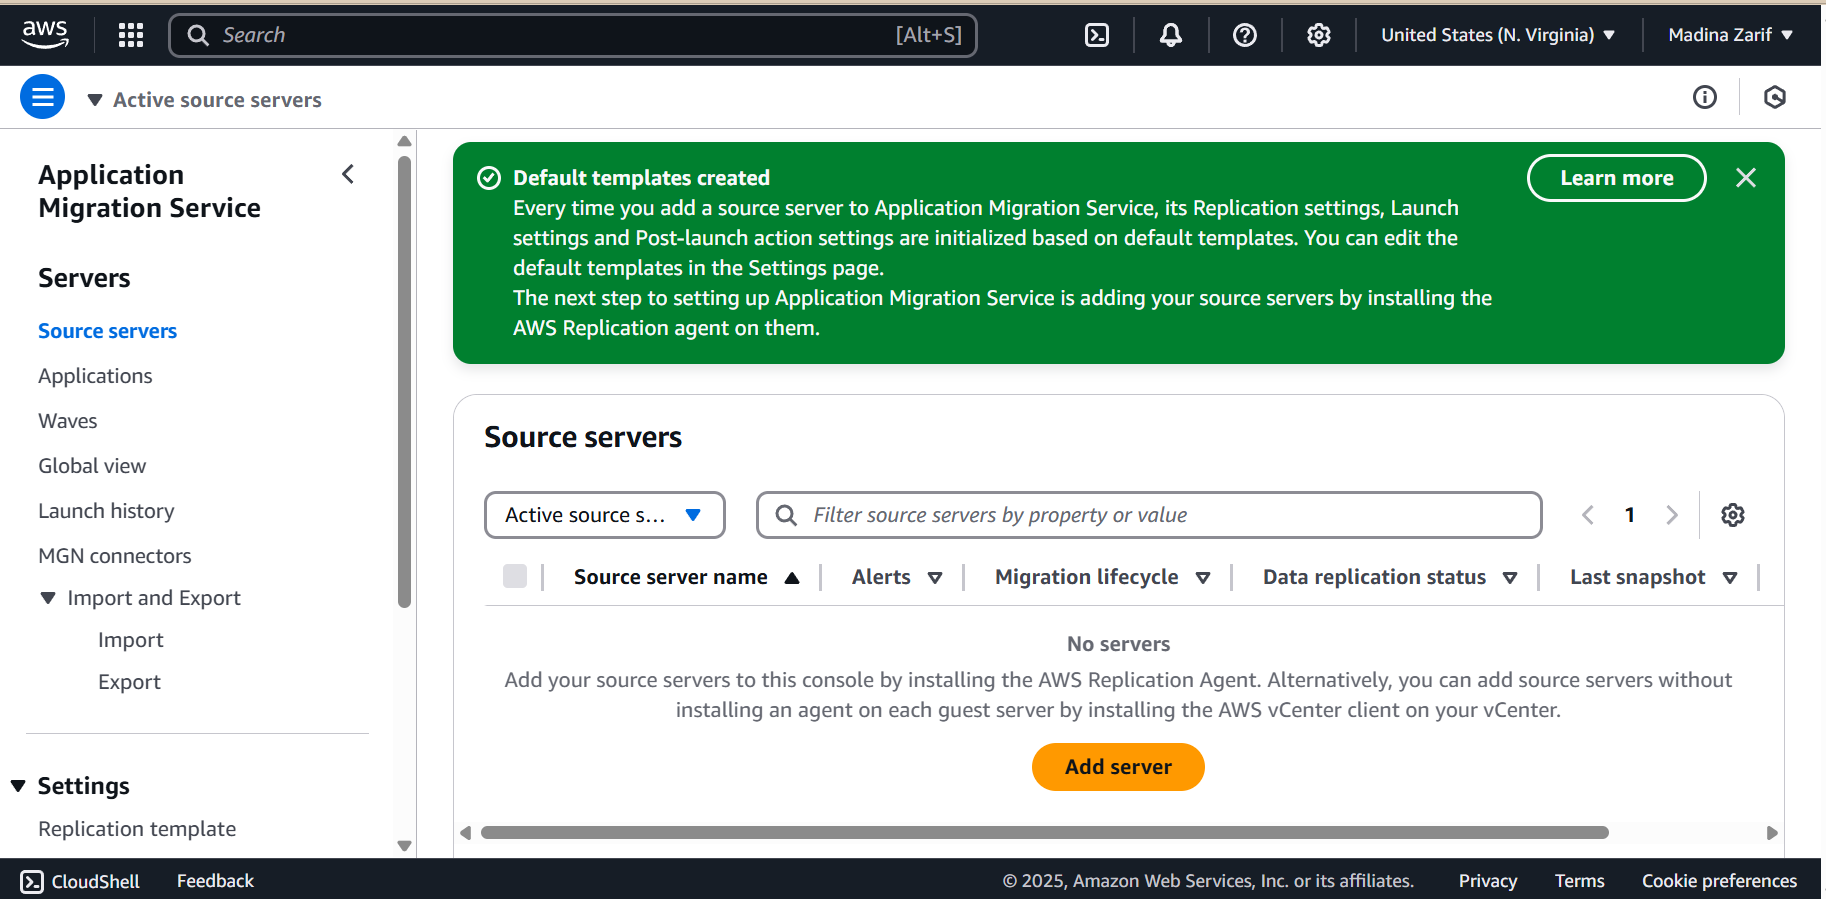 aws
Search
[Alt+S]
United States (N. Virginia)
Madina Zarif
Active source servers
Application
Migration Service
Servers
Source servers
Applications
Waves
Global view
Launch history
MGN connectors
Import and Export
Import
Export
Settings
Replication template
Default templates created
Learn more
Every time you add a source server to Application Migration Service, its Replication settings, Launch
settings and Post-launch action settings are initialized based on default templates. You can edit the
default templates in the Settings page.
The next step to setting up Application Migration Service is adding your source servers by installing the
AWS Replication agent on them.
Source servers
Active source s...
Filter source servers by property or value
1
Source server name
Alerts
Migration lifecycle
Data replication status
Last snapshot
No servers
Add your source servers to this console by installing the AWS Replication Agent. Alternatively, you can add source servers without
installing an agent on each guest server by installing the AWS vCenter client on your vCenter.
Add server
CloudShell
Feedback
© 2025, Amazon Web Services, Inc. or its affiliates.
Privacy
Terms
Cookie preferences